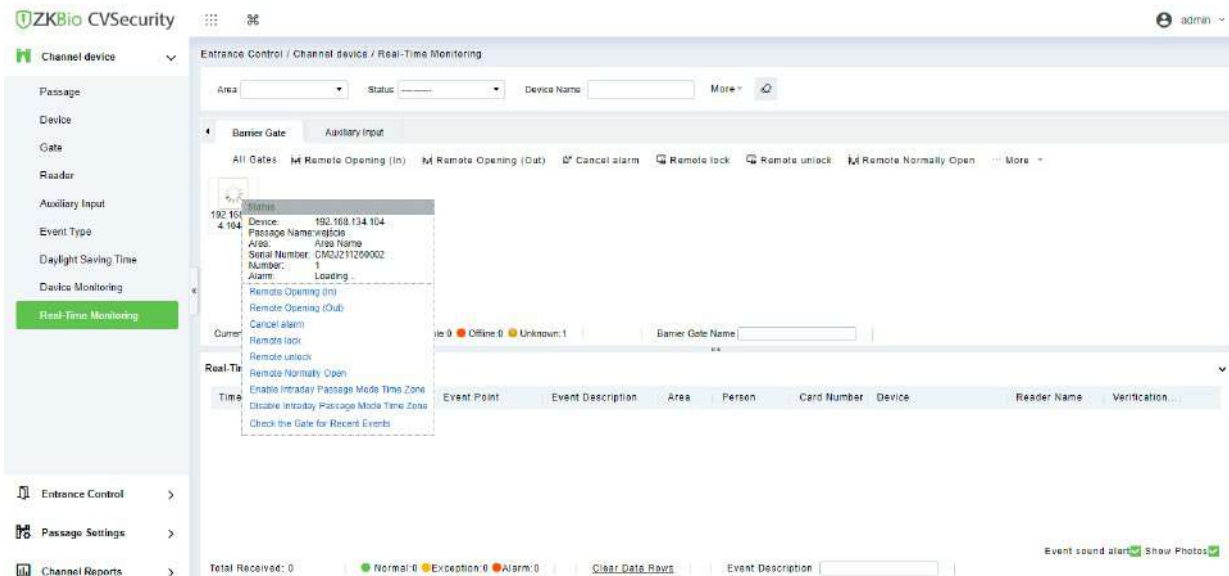 ZKBio CVSecurity
admin
Channel device
Entrance Control / Channel device / Real-Time Monitoring
Passage
Device
Gate
Reader
Auxiliary Input
Event Type
Daylight Saving Time
Device Monitoring
Real-Time Monitoring
Area Status --------- Device Name More
Barrier Gate Auxiliary Input
All Gates Remote Opening (In) Remote Opening (Out) Cancel alarm Remote lock Remote unlock Remote Normally Open More
Status
Device: 192.168.134.104
Passage Name:wejście
Area: Area Name
Serial Number: CM2J211260002
Number: 1
Alarm: Loading...
Remote Opening (In)
Remote Opening (Out)
Cancel alarm
Remote lock
Remote unlock
Remote Normally Open
Enable Intraday Passage Mode Time Zone
Disable Intraday Passage Mode Time Zone
Check the Gate for Recent Events
Offline:0 Unknown:1 Barrier Gate Name
Time Event Point Event Description Area Person Card Number Device Reader Name Verification...
Entrance Control
Passage Settings
Channel Reports
Event sound alert Show Photos
Total Received: 0 Normal:0 Exception:0 Alarm:0 Clear Data Rows Event Description